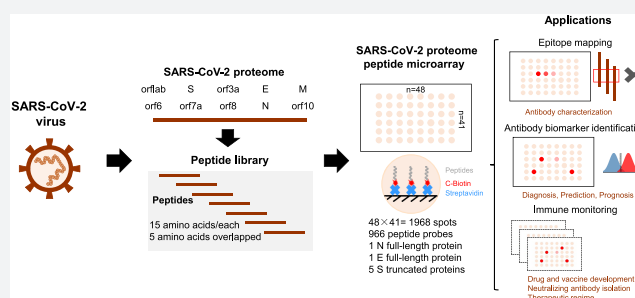 Applications
SARS-CoV-2 proteome
peptide microarray
Epitope mapping
SARS-CoV-2 proteome
orflab S orf3a E M
orf6 orf7a orf8 N orf10
n=48
n=41
SARS-CoV-2
virus
Antibody characterization
Antibody biomarker identificati
Peptide library
Peptides
Peptides
C-Biotin
Streptavidin
15 amino acids/each
5 amino acids overlapped
Diagnosis, Prediction, Prognosis
48×41= 1968 spots
966 peptide probes
1 N full-length protein
1 E full-length protein
5 S truncated proteins
Immune monitoring
Drug and vaccine development
Neutralizing antibody isolation
Therapeutic regime